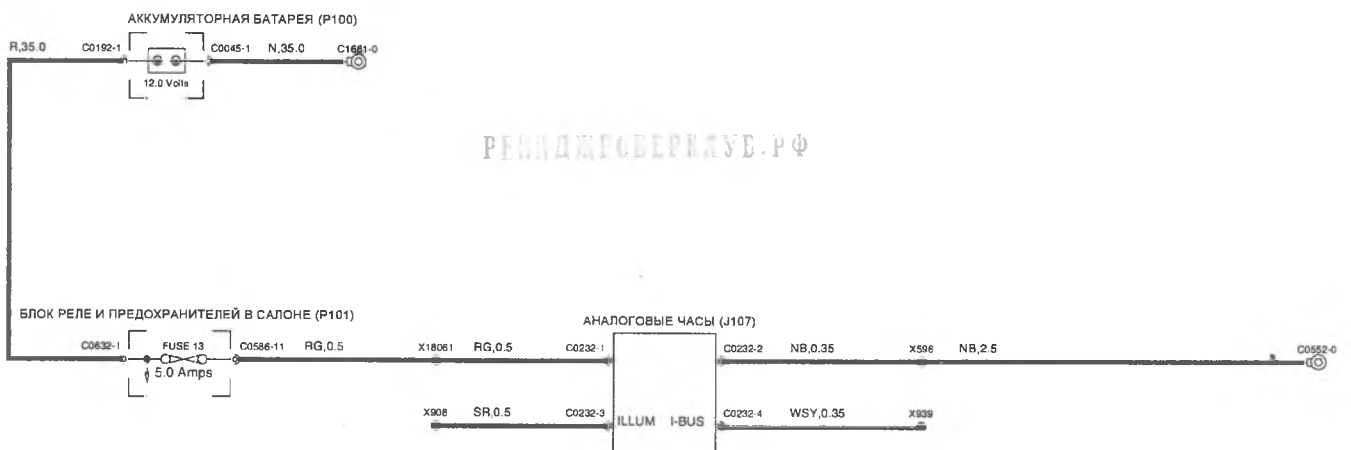 АККУМУЛЯТОРНАЯ БАТАРЕЯ (P100)
R,35.0 C0192-1 C0045-1 N,35.0 C1661-0
12.0 Volts
БЛОК РЕЛЕ И ПРЕДОХРАНИТЕЛЕЙ В САЛОНЕ (P101)
АНАЛОГОВЫЕ ЧАСЫ (J107)
C0632-1 FUSE 13 C0586-11 RG,0.5 X18061 RG,0.5 C0232-1 C0232-2 NB,0.35 X596 NB,2.5 C0552-0
5.0 Amps
X908 SR,0.5 C0232-3 ILLUM I-BUS C0232-4 WSY,0.35 X939